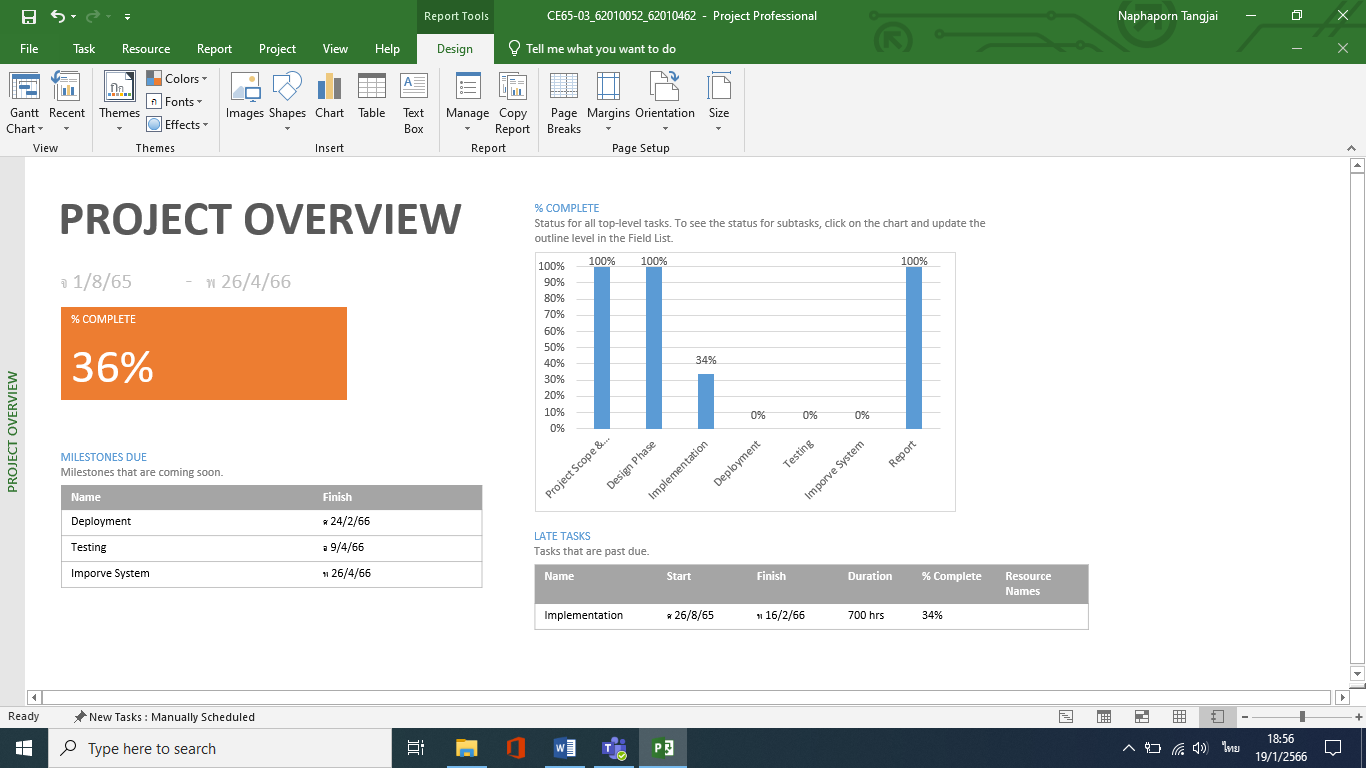 Report Tools
CE65-03_62010052_62010462 - Project Professional
Naphaporn Tangjai
File Task Resource Report Project View Help Design Tell me what you want to do
Gantt Chart
Recent
View
Themes
Colors
Fonts
Effects
Themes
Images
Shapes
Chart
Table
Text Box
Insert
Manage
Copy Report
Report
Page Breaks
Margins
Orientation
Size
Page Setup
PROJECT OVERVIEW
PROJECT OVERVIEW
จ 1/8/65 - พ 26/4/66
% COMPLETE
36%
MILESTONES DUE
Milestones that are coming soon.
Name Finish
Deployment ศ 24/2/66
Testing อ 9/4/66
Imporve System พ 26/4/66
% COMPLETE
Status for all top-level tasks. To see the status for subtasks, click on the chart and update the
outline level in the Field List.
100%
90%
80%
70%
60%
50%
40%
30%
20%
10%
0%
100% 100% 34% 0% 0% 0% 100%
Project Scope &...
Design Phase
Implementation
Deployment
Testing
Imporve System
Report
LATE TASKS
Tasks that are past due.
Name Start Finish Duration % Complete Resource Names
Implementation ศ 26/8/65 พ 16/2/66 700 hrs 34%
Ready New Tasks : Manually Scheduled
Type here to search
ไทย
18:56
19/1/2566